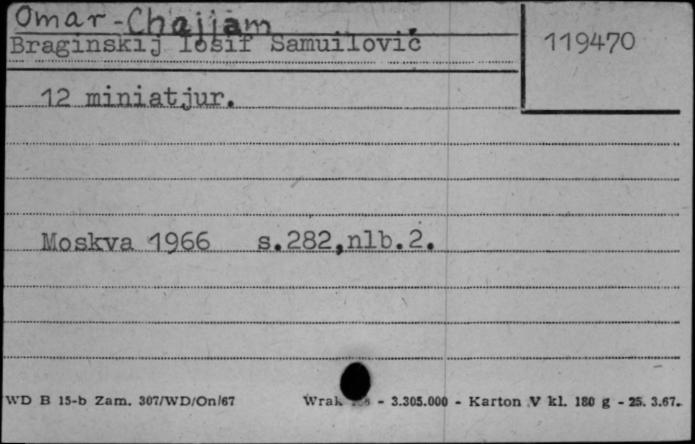 Omar-Chajjam
Braginskij Iosif Samuilovič
119470
12 miniatjur.
Moskva 1966 s.282,nlb.2.
WD B 15-b Zam. 307/WD/On/67
- 3.305.000 - Karton V kl. 180 g - 25. 3.67.